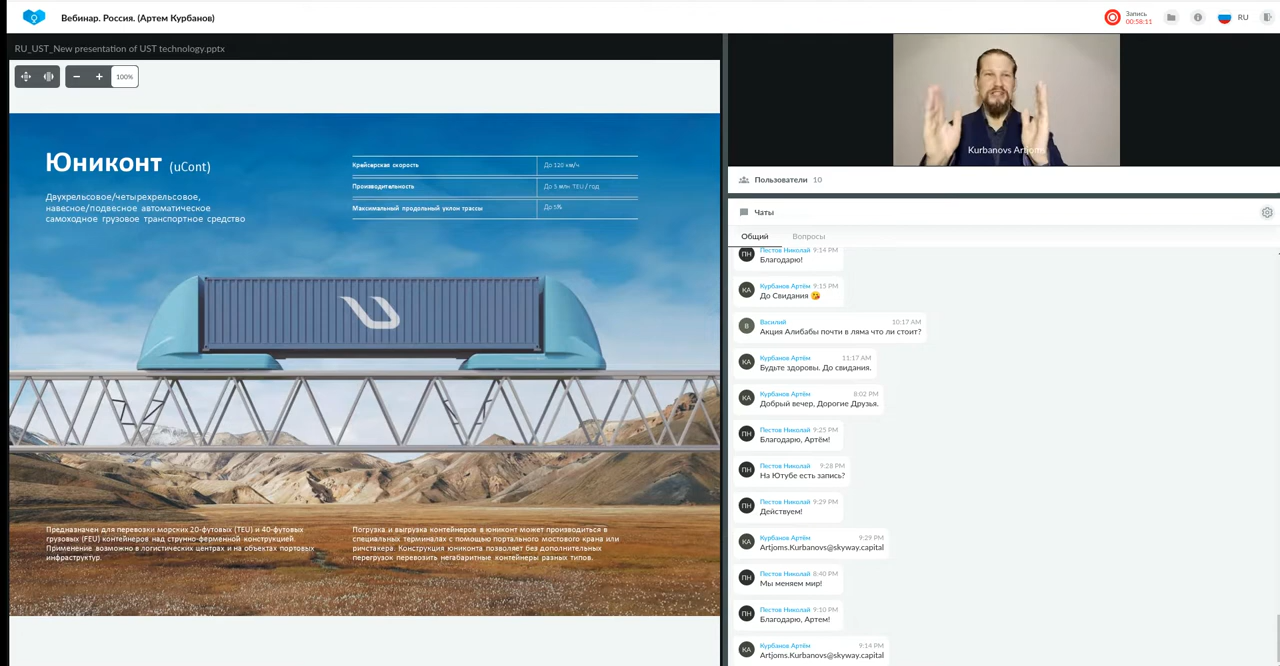 Вебинар. Россия. (Артем Курбанов)
Запись
00:58:11
RU
RU_UST_New presentation of UST technology.pptx
100%
Юниконт (uCont)
Двухрельсовое/четырехрельсовое,
навесное/подвесное автоматическое
самоходное грузовое транспортное средство
Крейсерская скорость До 120 км/ч
Производительность До 5 млн TEU / год
Максимальный продольный уклон трассы До 5%
Предназначен для перевозки морских 20-футовых (TEU) и 40-футовых
грузовых (FEU) контейнеров над струнно-ферменной конструкцией.
Применение возможно в логистических центрах и на объектах портовых
инфраструктур.
Погрузка и выгрузка контейнеров в юниконт может производиться в
специальных терминалах с помощью портального мостового крана или
ричстакера. Конструкция юниконта позволяет без дополнительных
перегрузок перевозить негабаритные контейнеры разных типов.
Kurbanovs Artjoms
Пользователи 10
Чаты
Общий Вопросы
ПН Пестов Николай 9:14 PM
Благодарю!
КА Курбанов Артём 9:15 PM
До Свидания 😘
В Василий 10:17 AM
Акция Алибабы почти в ляма что ли стоит?
КА Курбанов Артём 11:17 AM
Будьте здоровы. До свидания.
КА Курбанов Артём 8:02 PM
Добрый вечер, Дорогие Друзья.
ПН Пестов Николай 9:25 PM
Благодарю, Артём!
ПН Пестов Николай 9:28 PM
На Ютубе есть запись?
ПН Пестов Николай 9:29 PM
Действуем!
КА Курбанов Артём 9:29 PM
Artjoms.Kurbanovs@skyway.capital
ПН Пестов Николай 8:40 PM
Мы меняем мир!
ПН Пестов Николай 9:10 PM
Благодарю, Артем!
КА Курбанов Артём 9:14 PM
Artjoms.Kurbanovs@skyway.capital